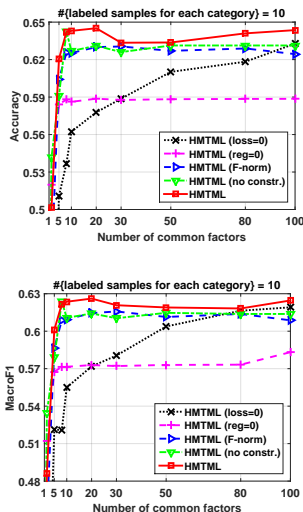 #{labeled samples for each category} = 10
0.66
0.63
0.59
0.56
0.53
0.5
Accuracy
HMTML (loss=0)
HMTML (reg=0)
HMTML (F-norm)
HMTML (no constr.)
HMTML
1 5 10 20 30 50 80 100
Number of common factors
#{labeled samples for each category} = 10
0.63
0.6
0.57
0.54
0.51
0.48
MacroF1
HMTML (loss=0)
HMTML (reg=0)
HMTML (F-norm)
HMTML (no constr.)
HMTML
1 5 10 20 30 50 80 100
Number of common factors